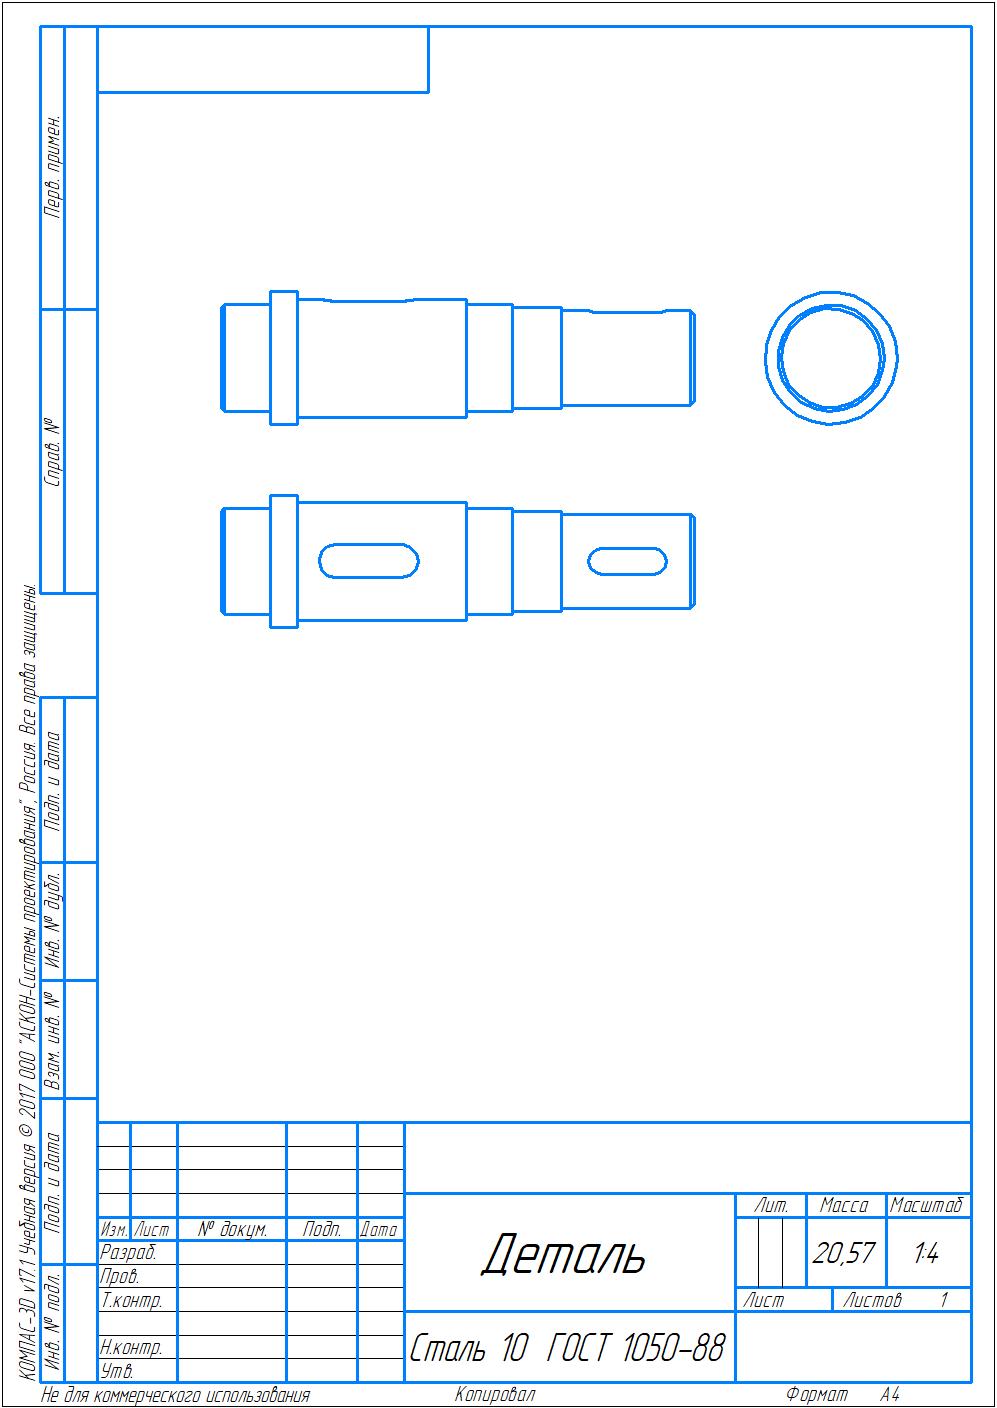 Перв. примен.
Справ. №
Подп. и дата
Инв. № дубл.
Взам. инв. №
Подп. и дата
Инв. № подл.
КОМПАС-3D v17.1 Учебная версия © 2017 ООО "АСКОН-Системы проектирования", Россия. Все права защищены.
Изм. Лист № докум. Подп. Дата
Разраб.
Пров.
Т.контр.
Н.контр.
Утв.
Деталь
Сталь 10 ГОСТ 1050-88
Лит. Масса Масштаб
20,57 1:4
Лист Листов 1
Не для коммерческого использования Копировал Формат А4